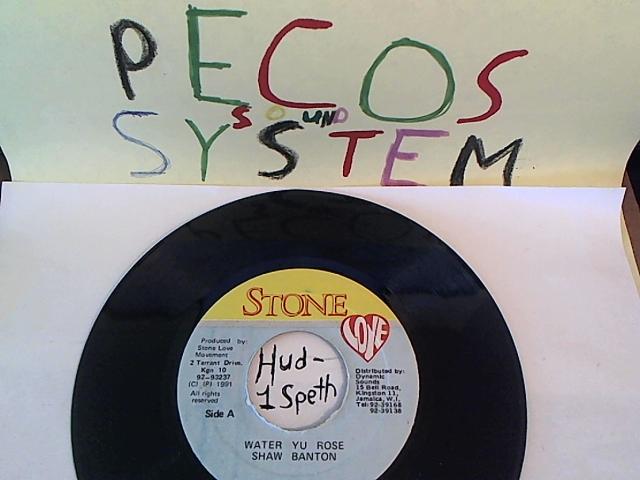 PECOS
SOUND
SYSTEM
STONE
LOVE
Produced by:
Stone Love
Movement
2 Tarrant Drive,
Kgn 10
92-93237
(C) (P) 1991
All rights
reserved
Side A
Hud-
1 Speth
Distributed by:
Dynamic
Sounds
15 Bell Road,
Kingston 11,
Jamaica, W.I.
Tel: 92-39168
92-39138
WATER YU ROSE
SHAW BANTON